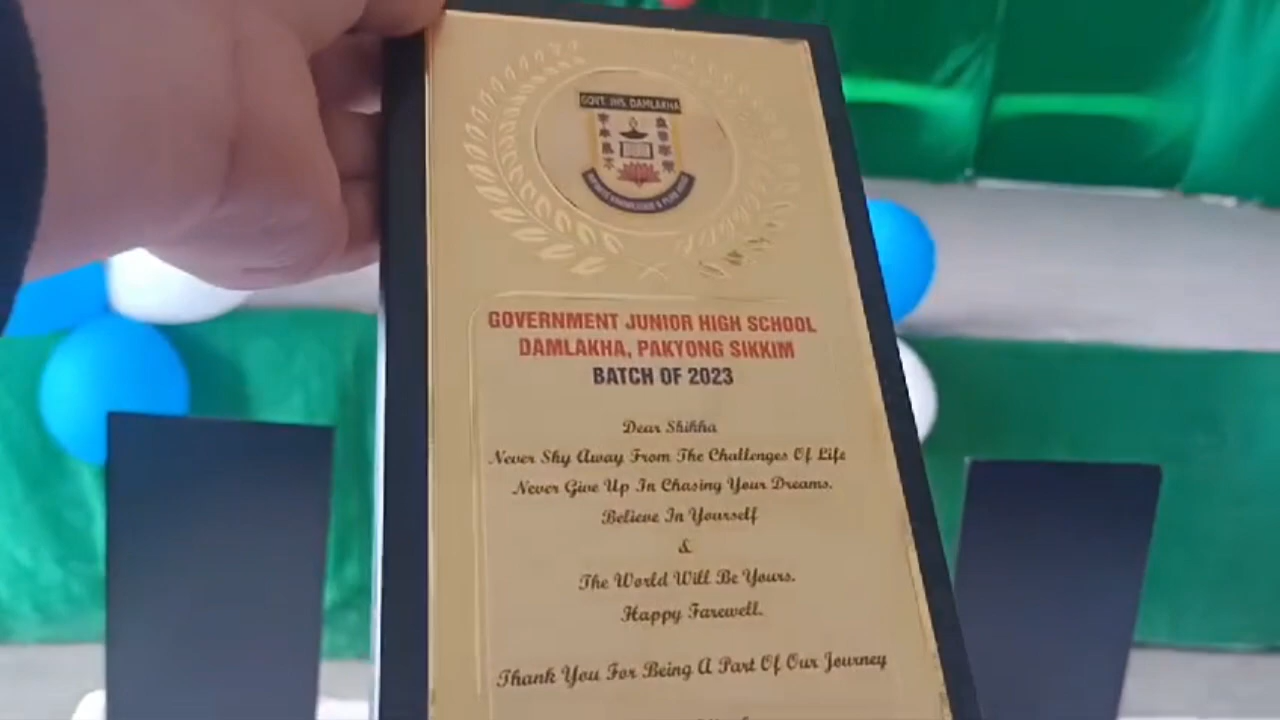 GOVT. JHS. DAMLAKHA
GOVERNMENT JUNIOR HIGH SCHOOL
DAMLAKHA, PAKYONG SIKKIM
BATCH OF 2023
Dear Shikha
Never Shy Away From The Challenges Of Life
Never Give Up In Chasing Your Dreams.
Believe In Yourself
&
The World Will Be Yours.
Happy Farewell.
Thank You For Being A Part Of Our Journey